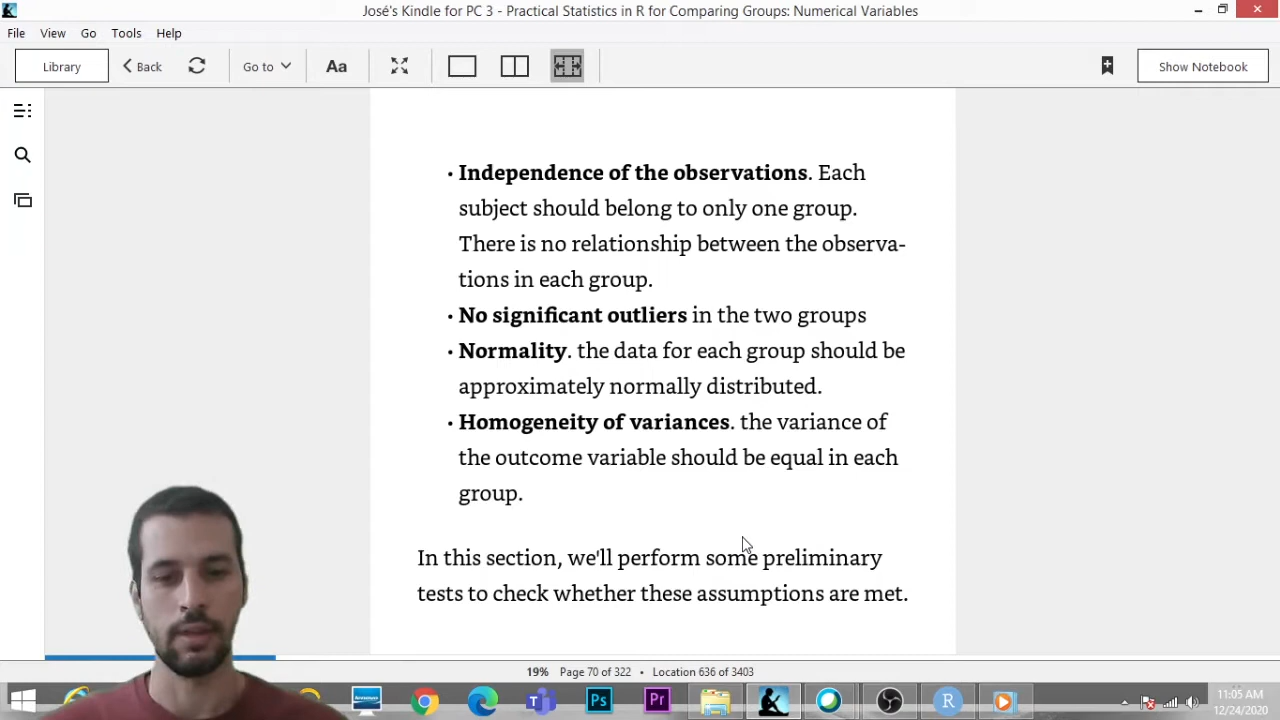 José's Kindle for PC 3 - Practical Statistics in R for Comparing Groups: Numerical Variables
File View Go Tools Help
Library Back Go to Aa Show Notebook
• Independence of the observations. Each
subject should belong to only one group.
There is no relationship between the observa-
tions in each group.
• No significant outliers in the two groups
• Normality. the data for each group should be
approximately normally distributed.
• Homogeneity of variances. the variance of
the outcome variable should be equal in each
group.
In this section, we'll perform some preliminary
tests to check whether these assumptions are met.
19% Page 70 of 322 • Location 636 of 3403
Ps Pr R
11:05 AM
12/24/2020